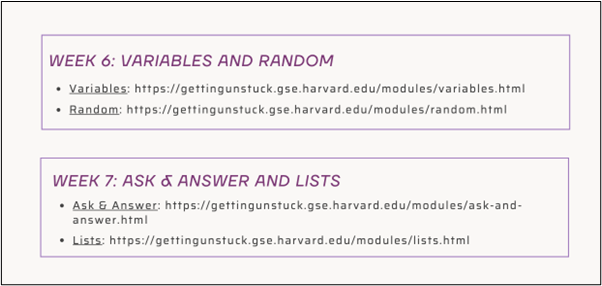 WEEK 6: VARIABLES AND RANDOM
• Variables: https://gettingunstuck.gse.harvard.edu/modules/variables.html
• Random: https://gettingunstuck.gse.harvard.edu/modules/random.html
WEEK 7: ASK & ANSWER AND LISTS
• Ask & Answer: https://gettingunstuck.gse.harvard.edu/modules/ask-and-
answer.html
• Lists: https://gettingunstuck.gse.harvard.edu/modules/lists.html